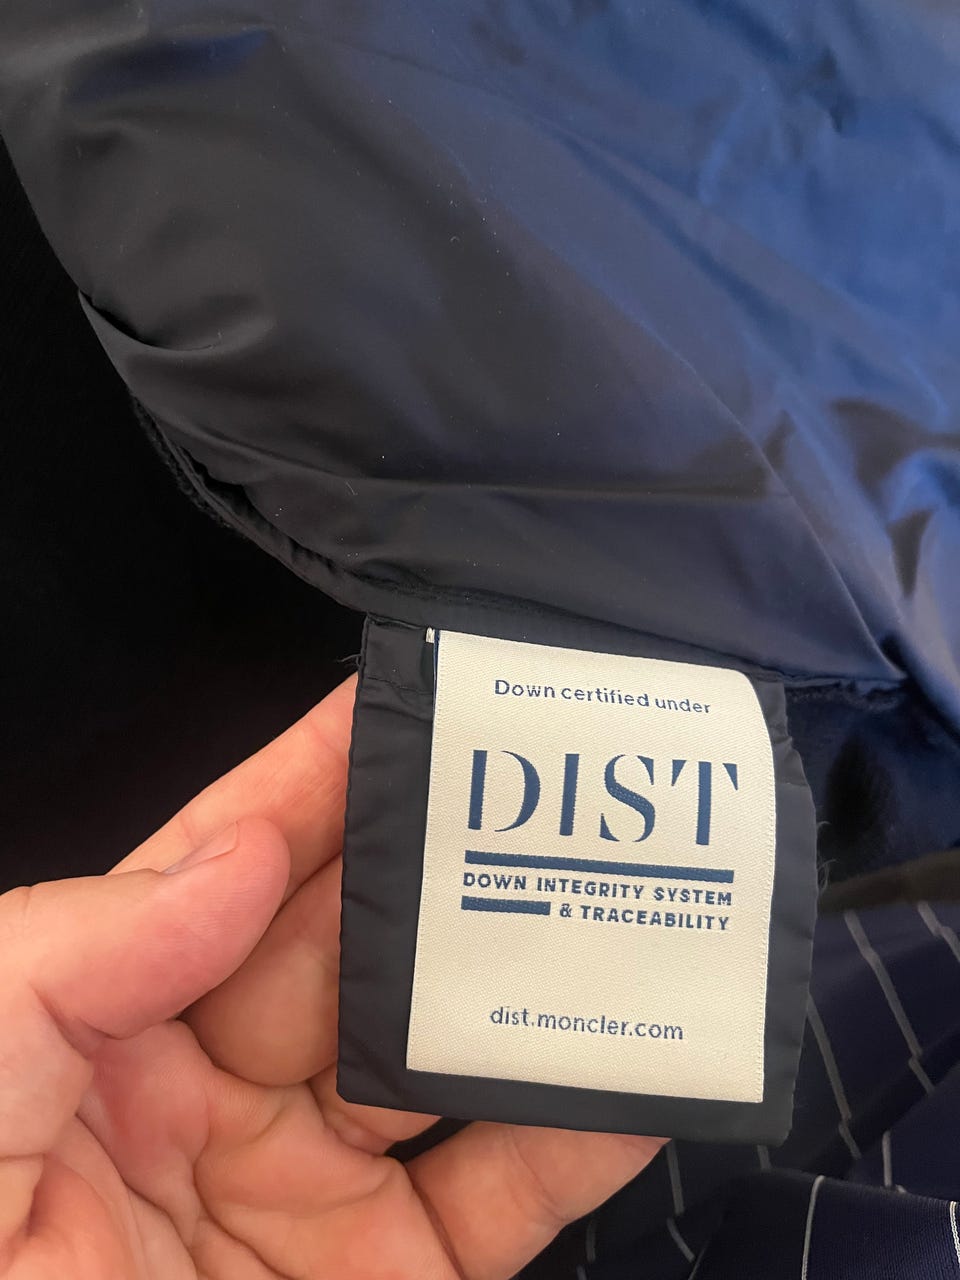 Down certified under
DIST
DOWN INTEGRITY SYSTEM
& TRACEABILITY
dist.moncler.com